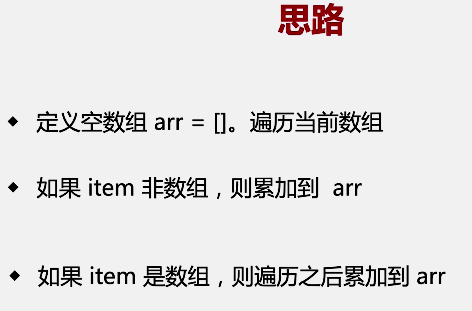 思路
◆ 定义空数组 arr = []。遍历当前数组
◆ 如果 item 非数组，则累加到 arr
◆ 如果 item 是数组，则遍历之后累加到 arr